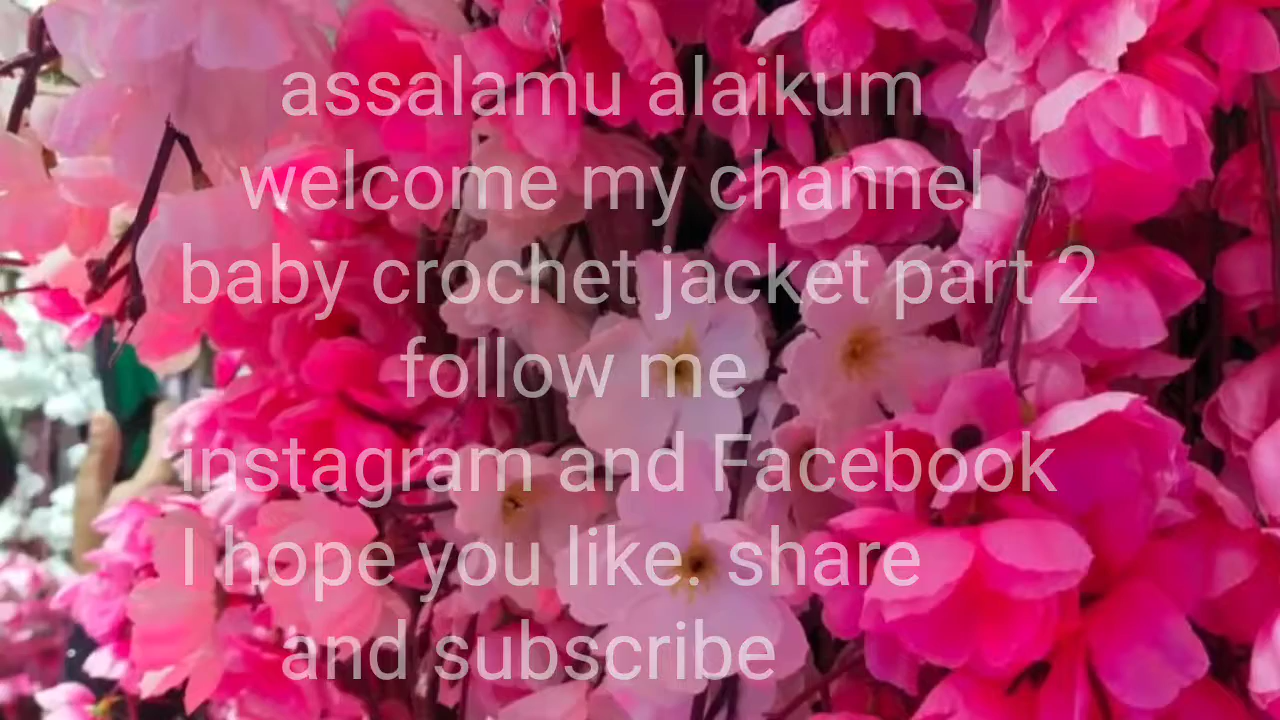 assalamu alaikum
welcome my channel
baby crochet jacket part 2
follow me
instagram and Facebook
I hope you like. share
and subscribe